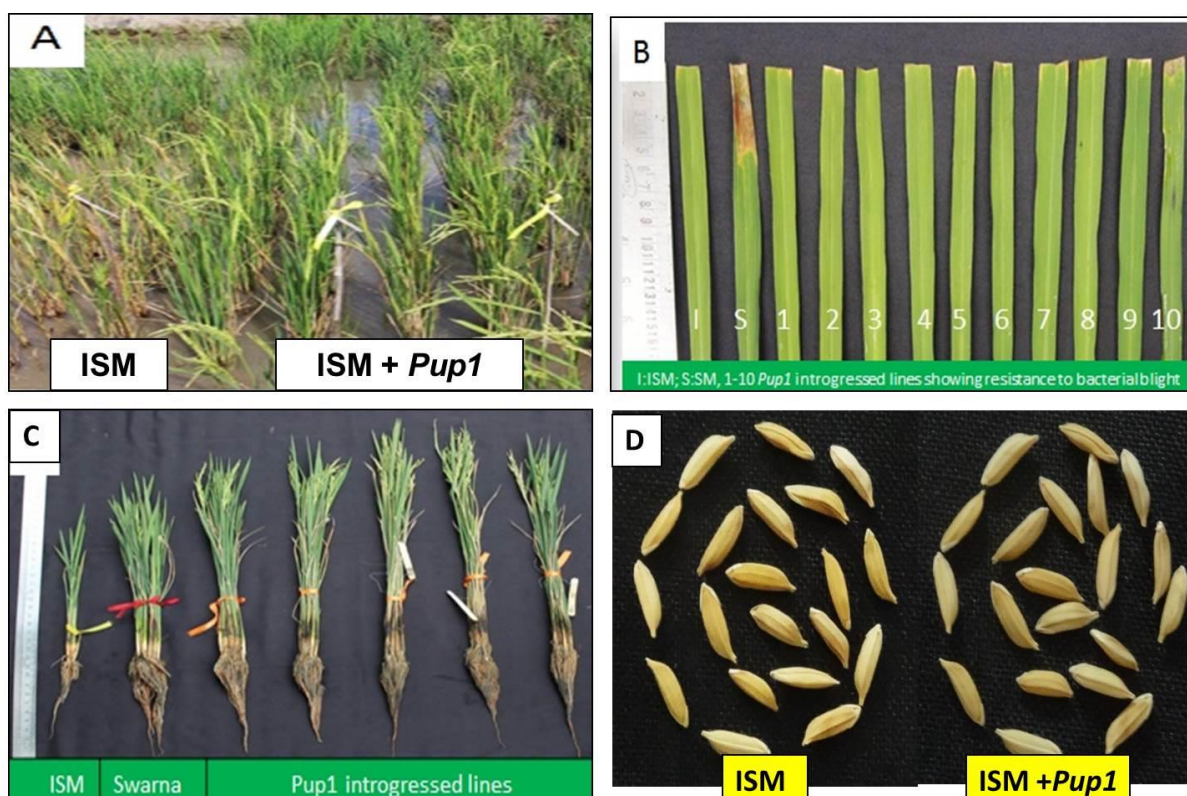 A
ISM
ISM + Pup1
B
I S 1 2 3 4 5 6 7 8 9 10
I:ISM; S:SM, 1-10 Pup1 introgressed lines showing resistance to bacterial blight
C
ISM Swarna Pup1 introgressed lines
D
ISM
ISM +Pup1